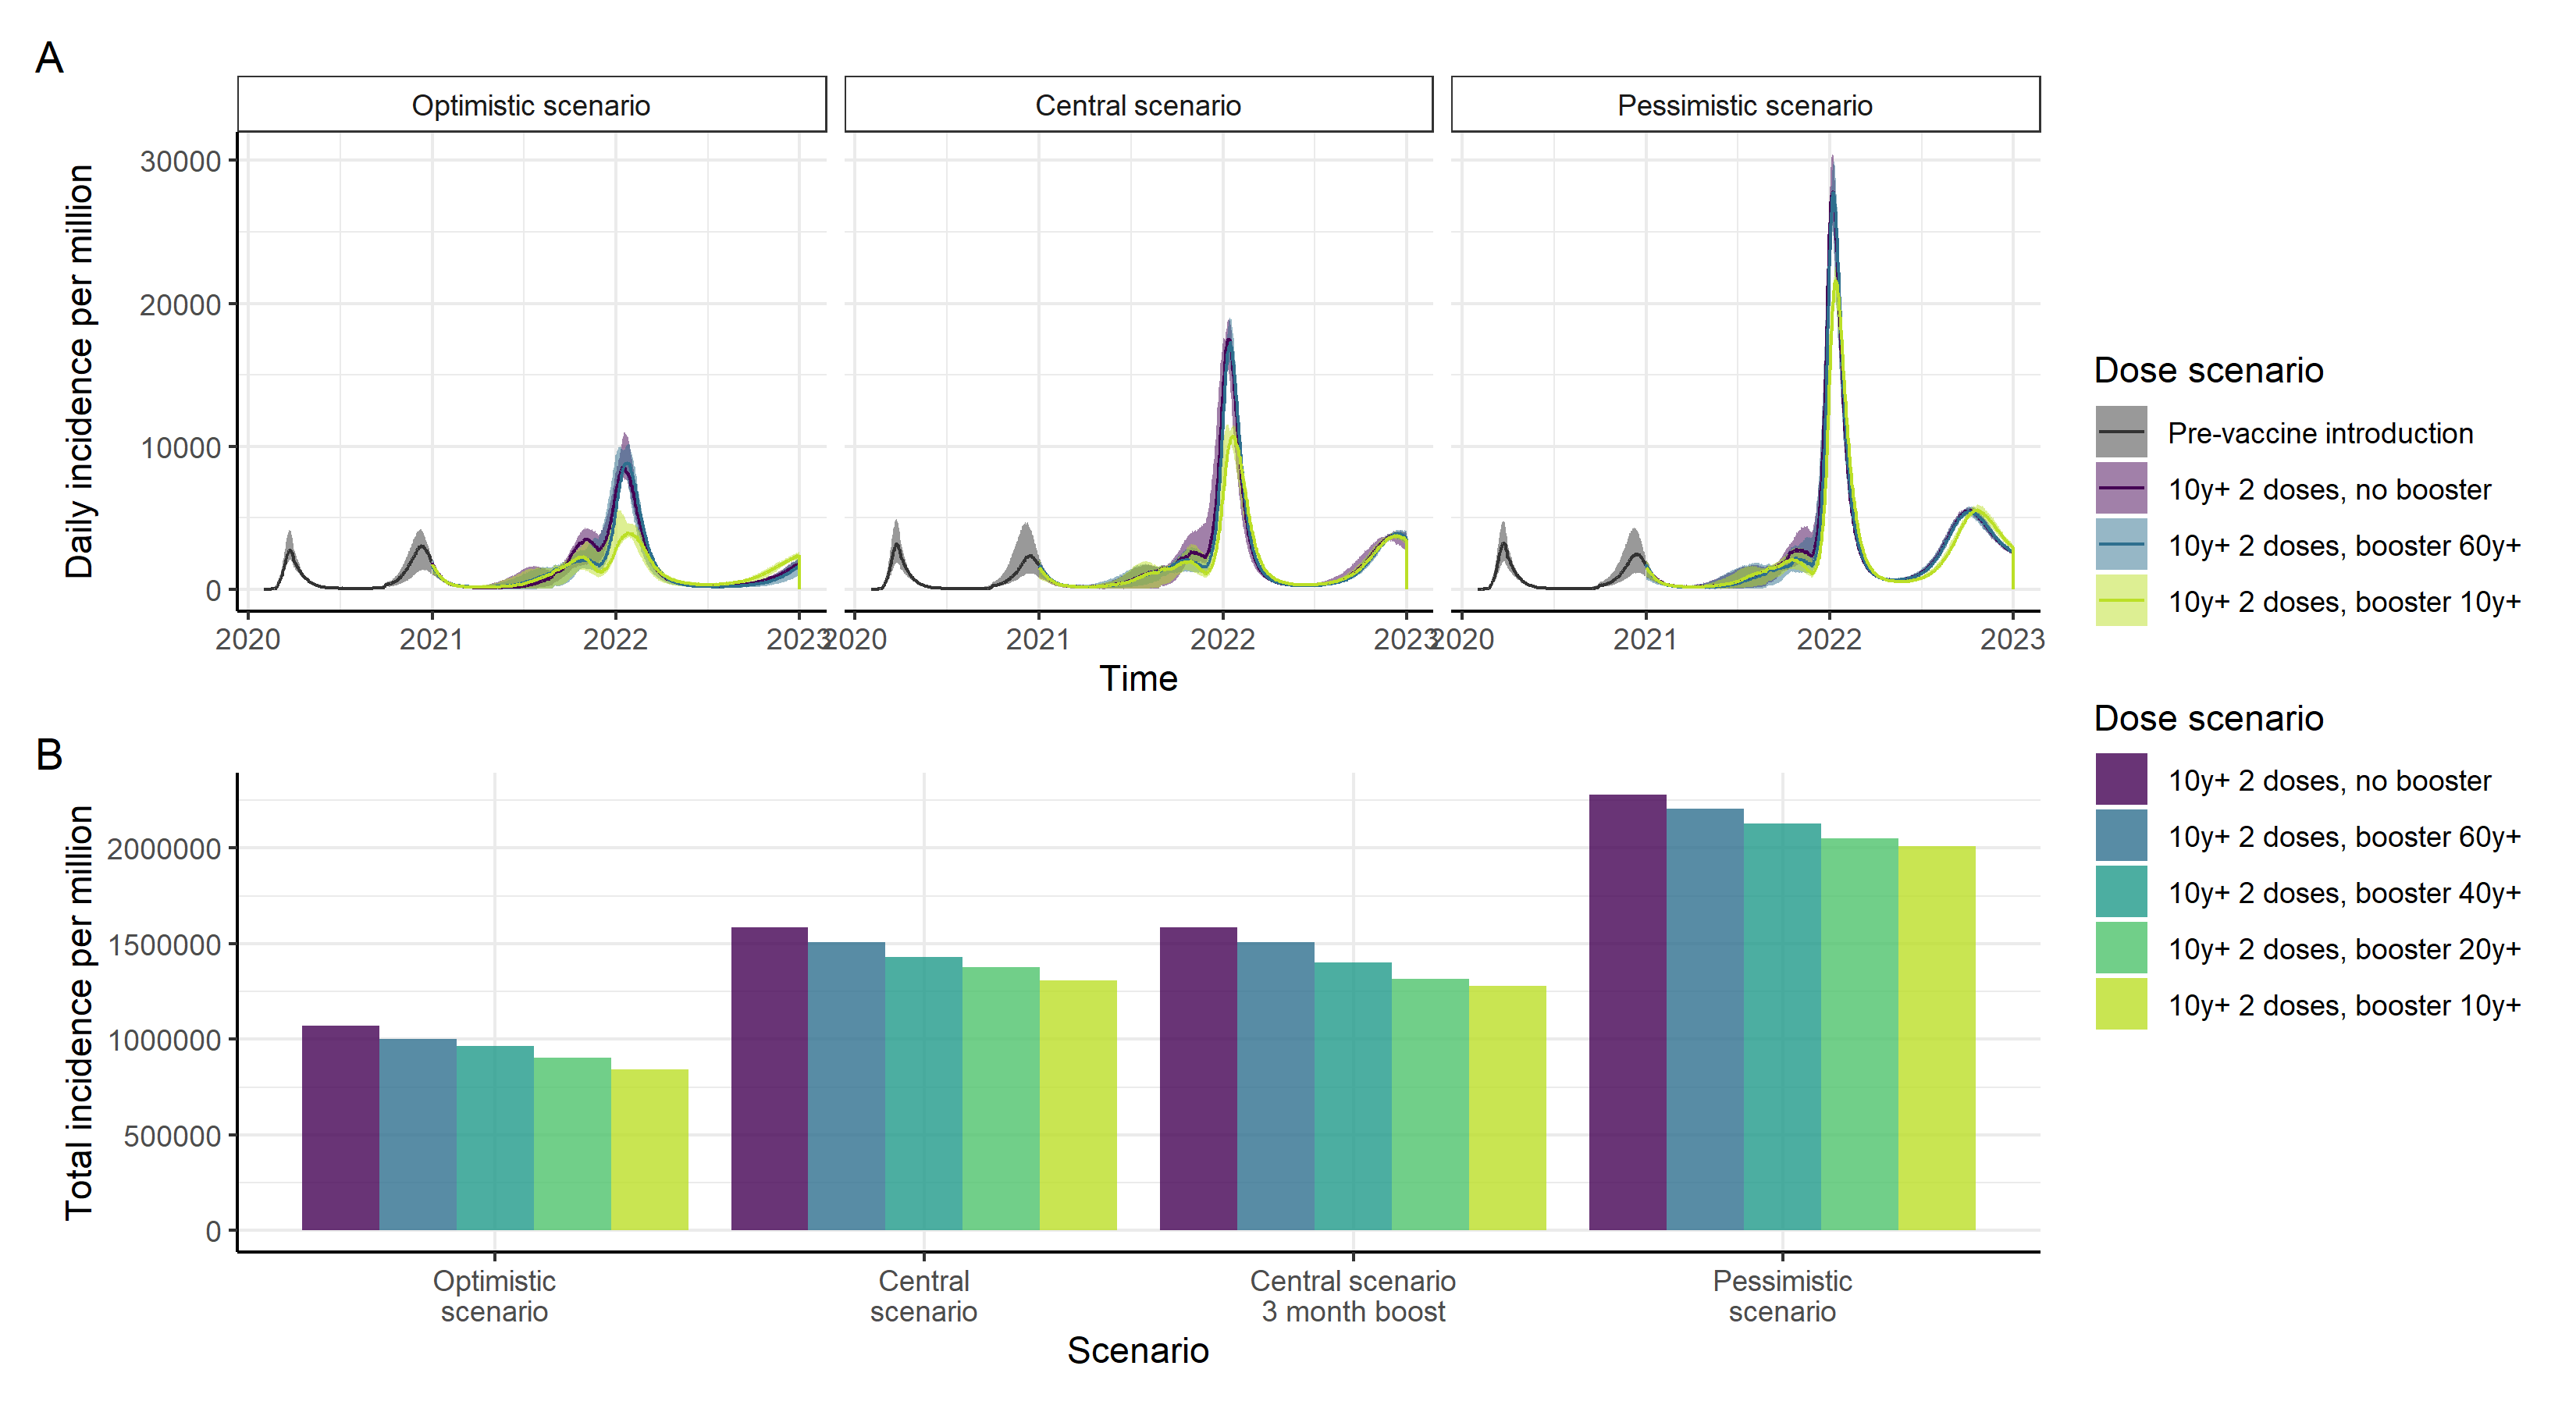 A
Optimistic scenario
Central scenario
Pessimistic scenario
Daily incidence per million
30000
20000
10000
0
2020 2021 2022 2023
2020 2021 2022 2023
2020 2021 2022 2023
Time
Dose scenario
Pre-vaccine introduction
10y+ 2 doses, no booster
10y+ 2 doses, booster 60y+
10y+ 2 doses, booster 10y+
B
Total incidence per million
2000000
1500000
1000000
500000
0
Optimistic
scenario
Central
scenario
Central scenario
3 month boost
Pessimistic
scenario
Scenario
Dose scenario
10y+ 2 doses, no booster
10y+ 2 doses, booster 60y+
10y+ 2 doses, booster 40y+
10y+ 2 doses, booster 20y+
10y+ 2 doses, booster 10y+